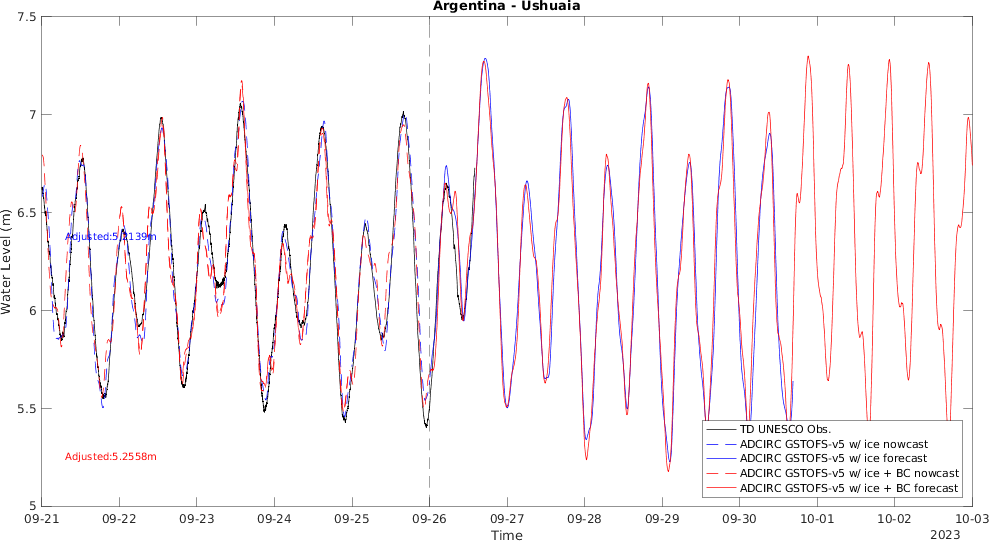 Argentina - Ushuaia
7.5
7
6.5
6
5.5
5
Water Level (m)
Adjusted:5.2558m
TD UNESCO Obs.
ADCIRC GSTOFS-v5 w/ ice nowcast
ADCIRC GSTOFS-v5 w/ ice forecast
ADCIRC GSTOFS-v5 w/ ice + BC nowcast
ADCIRC GSTOFS-v5 w/ ice + BC forecast
09-21 09-22 09-23 09-24 09-25 09-26 09-27 09-28 09-29 09-30 10-01 10-02 10-03
Time
2023